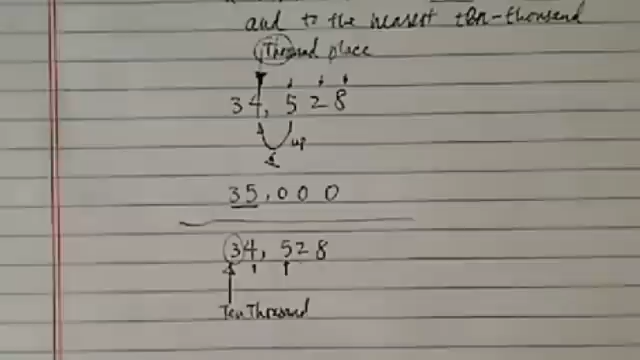 and to the nearest ten-thousand
Thousand place
34,528
up
35,000
34,528
Ten Thousand